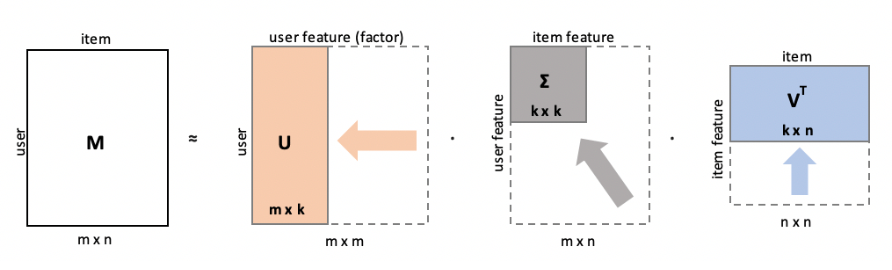 item
user
M
m x n
≈
user feature (factor)
user
U
m x k
m x m
.
item feature
user feature
Σ
k x k
m x n
.
item
item feature
V^T
k x n
n x n